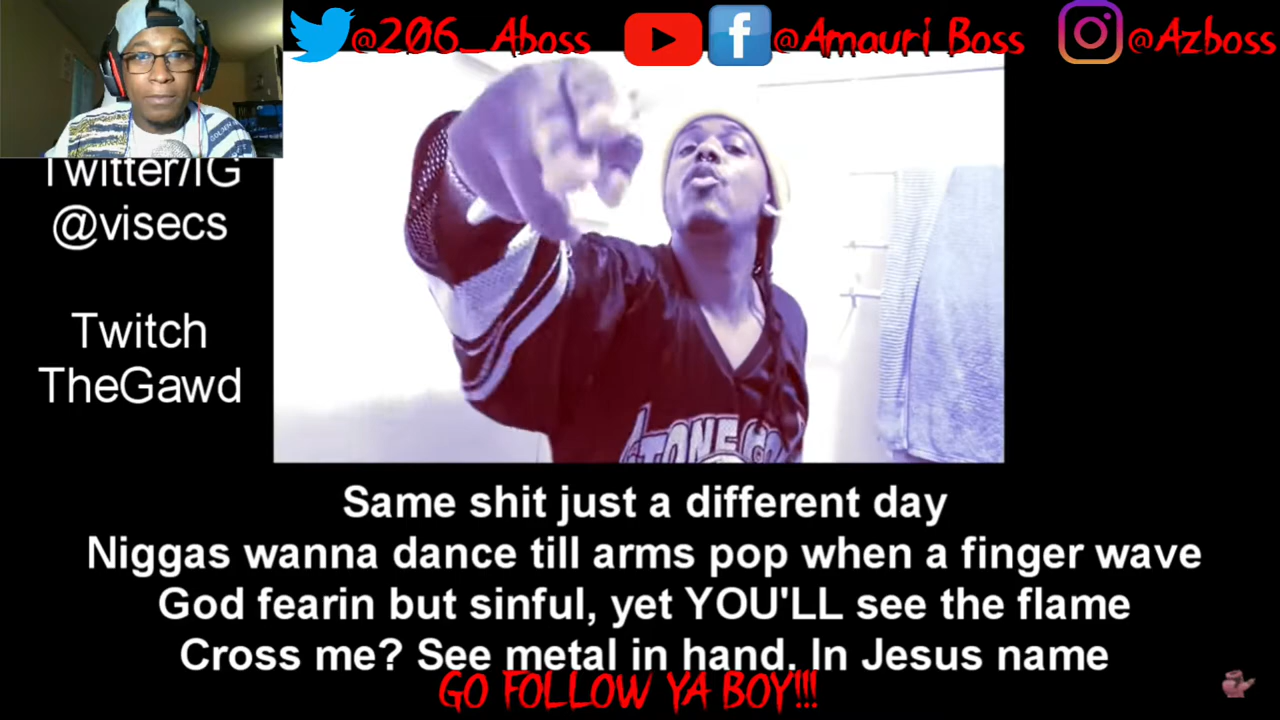 @206_Aboss @Amauri Boss @Azboss
Twitter/IG
@visecs
Twitch
TheGawd
Same shit just a different day
Niggas wanna dance till arms pop when a finger wave
God fearin but sinful, yet YOU'LL see the flame
Cross me? See metal in hand. In Jesus name
GO FOLLOW YA BOY!!!